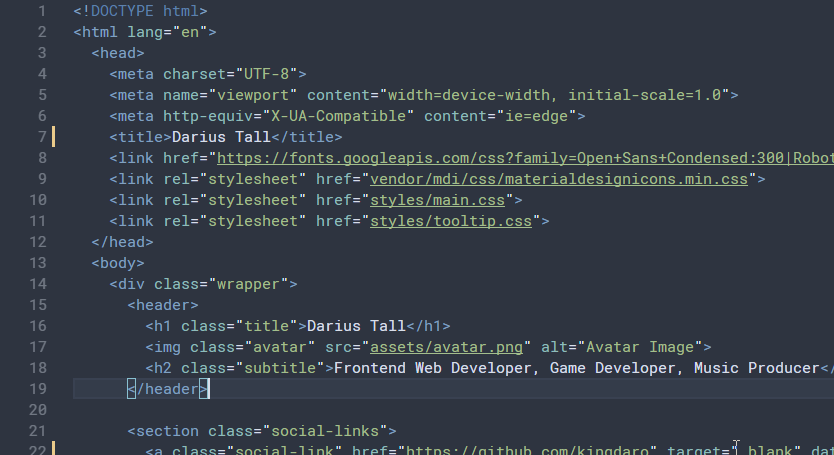 1 <!DOCTYPE html>
2 <html lang="en">
3 <head>
4 <meta charset="UTF-8">
5 <meta name="viewport" content="width=device-width, initial-scale=1.0">
6 <meta http-equiv="X-UA-Compatible" content="ie=edge">
7 <title>Darius Tall</title>
8 <link href="https://fonts.googleapis.com/css?family=Open+Sans+Condensed:300|Robot
9 <link rel="stylesheet" href="vendor/mdi/css/materialdesignicons.min.css">
10 <link rel="stylesheet" href="styles/main.css">
11 <link rel="stylesheet" href="styles/tooltip.css">
12 </head>
13 <body>
14 <div class="wrapper">
15 <header>
16 <h1 class="title">Darius Tall</h1>
17 <img class="avatar" src="assets/avatar.png" alt="Avatar Image">
18 <h2 class="subtitle">Frontend Web Developer, Game Developer, Music Producer</
19 </header>
20
21 <section class="social-links">
22 <a class="social-link" href="https://github.com/kingdaro" target="_blank" dat